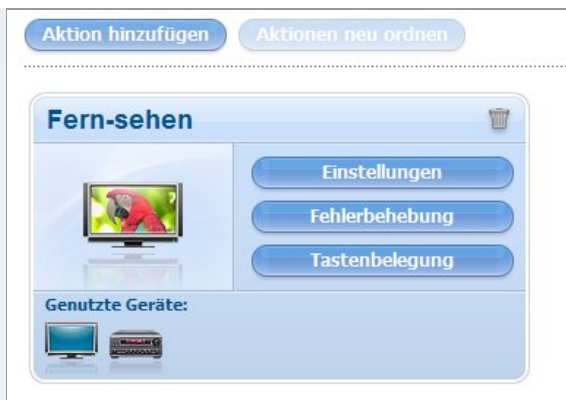 Aktion hinzufügen
Aktionen neu ordnen
Fern-sehen
Einstellungen
Fehlerbehebung
Tastenbelegung
Genutzte Geräte: